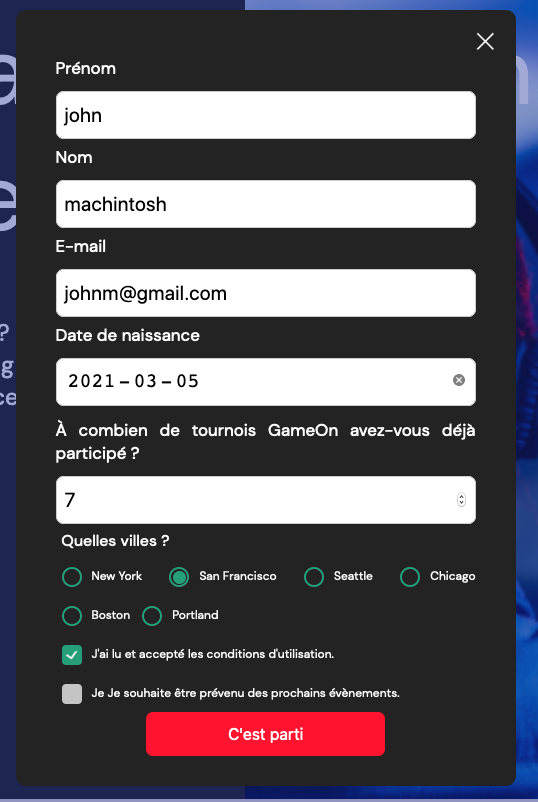 Prénom
john
Nom
machintosh
E-mail
johnm@gmail.com
Date de naissance
2021-03-05
À combien de tournois GameOn avez-vous déjà
participé ?
7
Quelles villes ?
New York San Francisco Seattle Chicago
Boston Portland
J'ai lu et accepté les conditions d'utilisation.
Je Je souhaite être prévenu des prochains évènements.
C'est parti